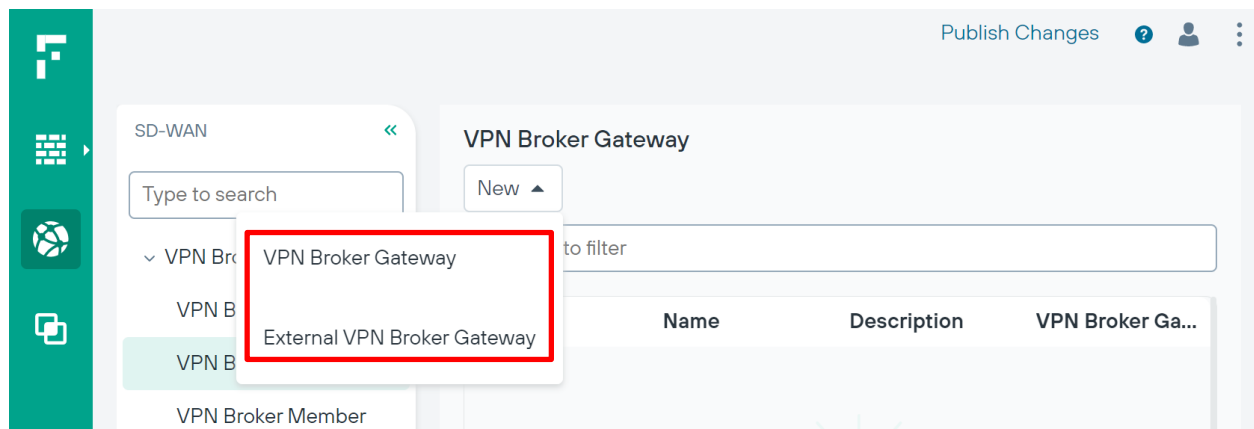 Publish Changes
SD-WAN
Type to search
VPN Bro
VPN B
VPN B
VPN Broker Member
VPN Broker Gateway
New
VPN Broker Gateway
External VPN Broker Gateway
to filter
Name Description VPN Broker Ga...